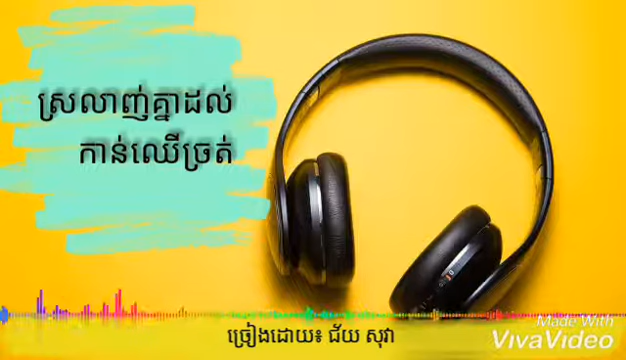 ស្រលាញ់គ្នាដល់
កាន់ឈើច្រត់
ច្រៀងដោយ៖ ជ័យ សុវា
Made With
VivaVideo